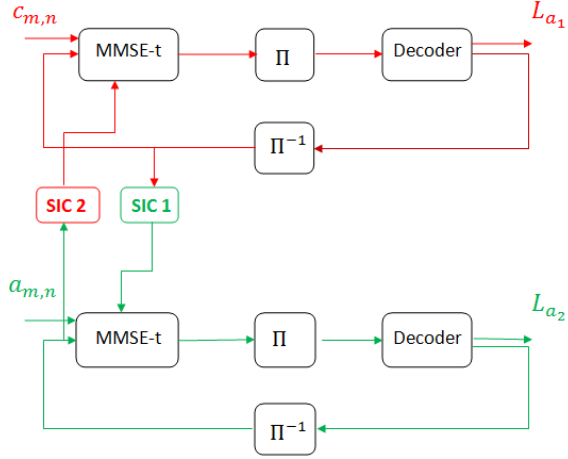 c_{m,n}
L_{a_1}
MMSE-t
Π
Decoder
Π^{-1}
SIC 2
SIC 1
a_{m,n}
L_{a_2}
MMSE-t
Π
Decoder
Π^{-1}